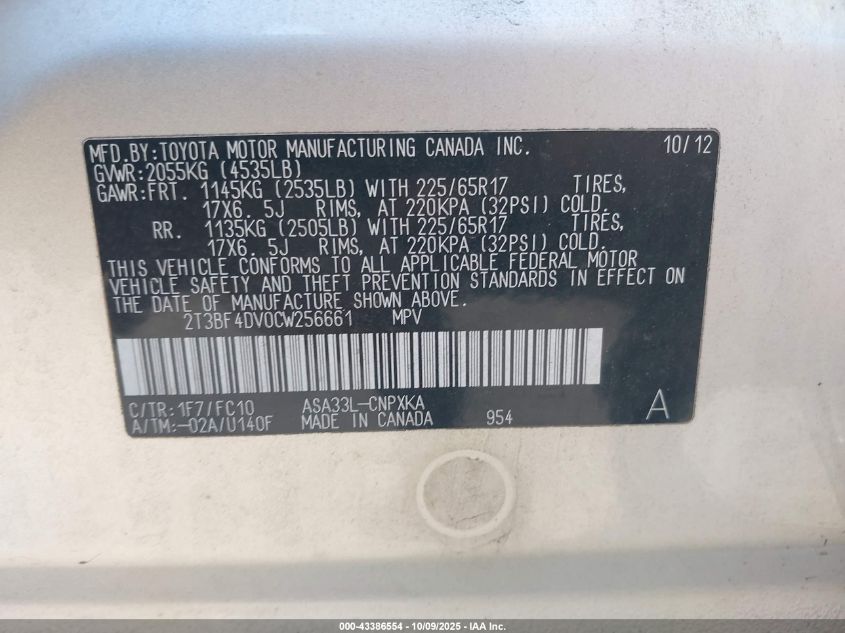 MFD.BY:TOYOTA MOTOR MANUFACTURING CANADA INC. 10/12
GVWR:2055KG (4535LB)
GAWR:FRT. 1145KG (2535LB) WITH 225/65R17 TIRES,
17X6.5J RIMS, AT 220KPA (32PSI) COLD.
RR. 1135KG (2505LB) WITH 225/65R17 TIRES,
17X6.5J RIMS, AT 220KPA (32PSI) COLD.
THIS VEHICLE CONFORMS TO ALL APPLICABLE FEDERAL MOTOR
VEHICLE SAFETY AND THEFT PREVENTION STANDARDS IN EFFECT ON
THE DATE OF MANUFACTURE SHOWN ABOVE.
2T3BF4DV0CW256661 MPV
C/TR:1F7/FC10 ASA33L-CNPXKA
A/TM:-02A/U140F MADE IN CANADA 954 A
000-43386554 - 10/09/2025 - IAA Inc.